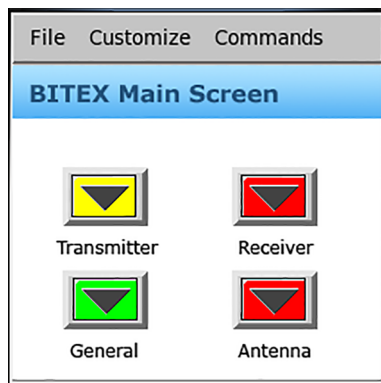 File Customize Commands
BITEX Main Screen
Transmitter Receiver
General Antenna